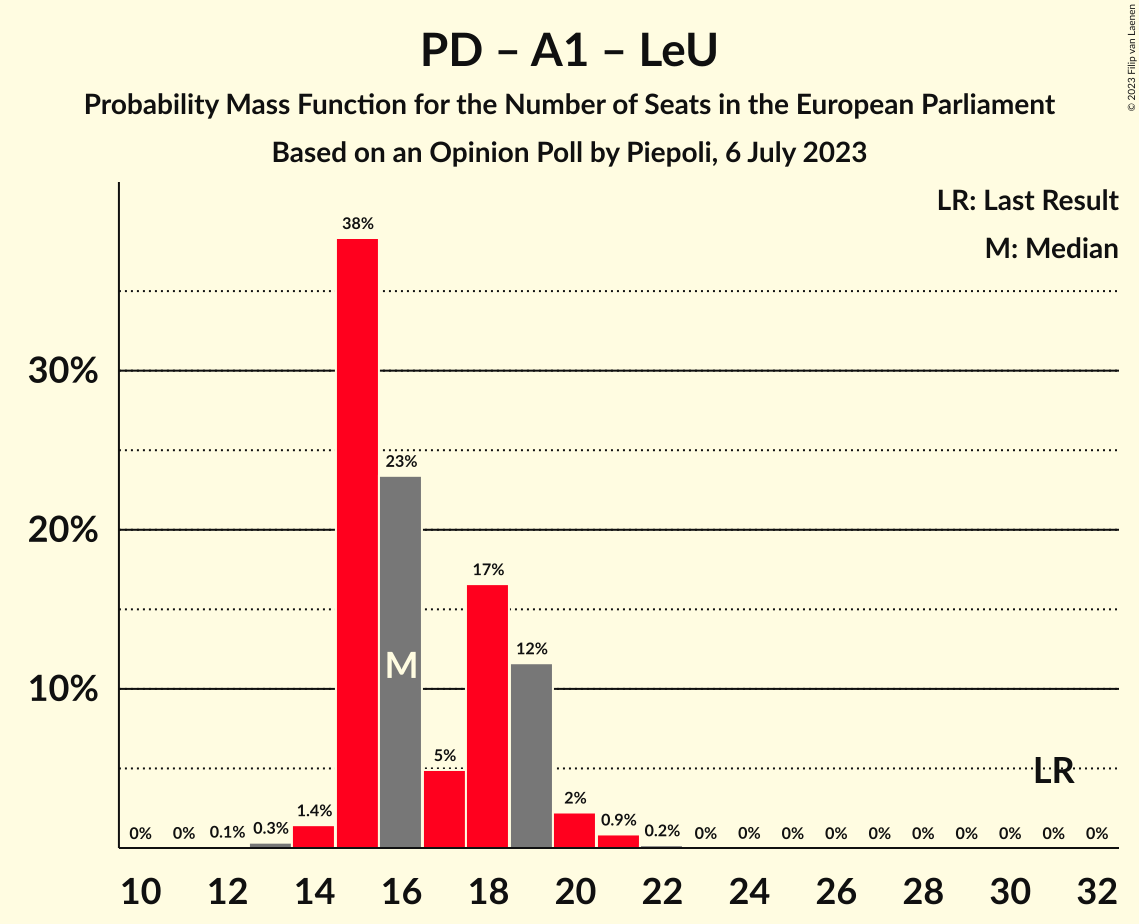 PD – A1 – LeU
Probability Mass Function for the Number of Seats in the European Parliament
Based on an Opinion Poll by Piepoli, 6 July 2023
© 2023 Filip van Laenen
LR: Last Result
M: Median
38%
30%
23%
20%
17%
12%
M
10%
5%
LR
2%
1.4%
0.9%
0% 0% 0.1% 0.3% 0.2% 0% 0% 0% 0% 0% 0% 0% 0% 0% 0%
10 12 14 16 18 20 22 24 26 28 30 32